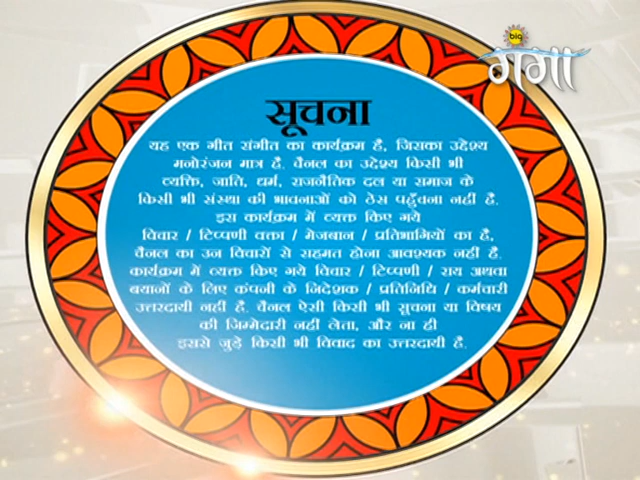 big
गंगा
सूचना
यह एक गीत संगीत का कार्यक्रम है, जिसका उद्देश्य
मनोरंजन मात्र है. चैनल का उद्देश्य किसी भी
व्यक्ति, जाति, धर्म, राजनैतिक दल या समाज के
किसी भी संस्था की भावनाओं को ठेस पहुँचना नहीं है.
इस कार्यक्रम में व्यक्त किए गये
विचार / टिप्पणी वक्ता / मेजबान / प्रतिभागियों का है,
चैनल का उन विचारों से सहमत होना आवश्यक नहीं है.
कार्यक्रम में व्यक्त किए गये विचार / टिप्पणी / राय अथवा
बयानों के लिए कंपनी के निदेशक / प्रतिनिधि / कर्मचारी
उत्तरदायी नहीं है. चैनल ऐसी किसी भी सूचना या विषय
की जिम्मेदारी नहीं लेता, और ना ही
इससे जुड़े किसी भी विवाद का उत्तरदायी है.